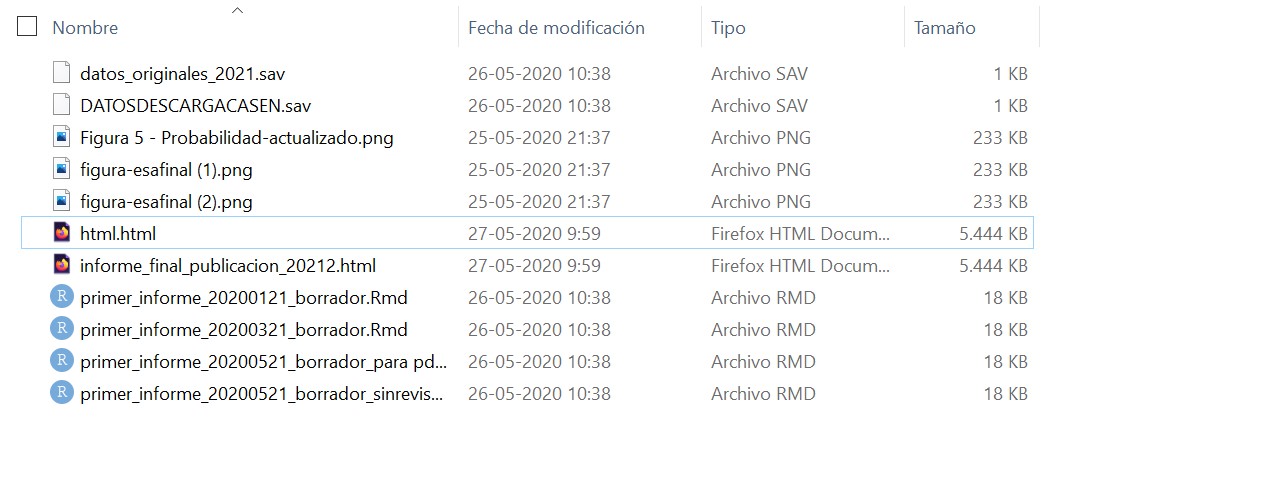 Nombre Fecha de modificación Tipo Tamaño
datos_originales_2021.sav 26-05-2020 10:38 Archivo SAV 1 KB
DATOSDESCARGACASEN.sav 26-05-2020 10:38 Archivo SAV 1 KB
Figura 5 - Probabilidad-actualizado.png 25-05-2020 21:37 Archivo PNG 233 KB
figura-esafinal (1).png 25-05-2020 21:37 Archivo PNG 233 KB
figura-esafinal (2).png 25-05-2020 21:37 Archivo PNG 233 KB
html.html 27-05-2020 9:59 Firefox HTML Docum... 5.444 KB
informe_final_publicacion_20212.html 27-05-2020 9:59 Firefox HTML Docum... 5.444 KB
R primer_informe_20200121_borrador.Rmd 26-05-2020 10:38 Archivo RMD 18 KB
R primer_informe_20200321_borrador.Rmd 26-05-2020 10:38 Archivo RMD 18 KB
R primer_informe_20200521_borrador_para pd... 26-05-2020 10:38 Archivo RMD 18 KB
R primer_informe_20200521_borrador_sinrevis... 26-05-2020 10:38 Archivo RMD 18 KB